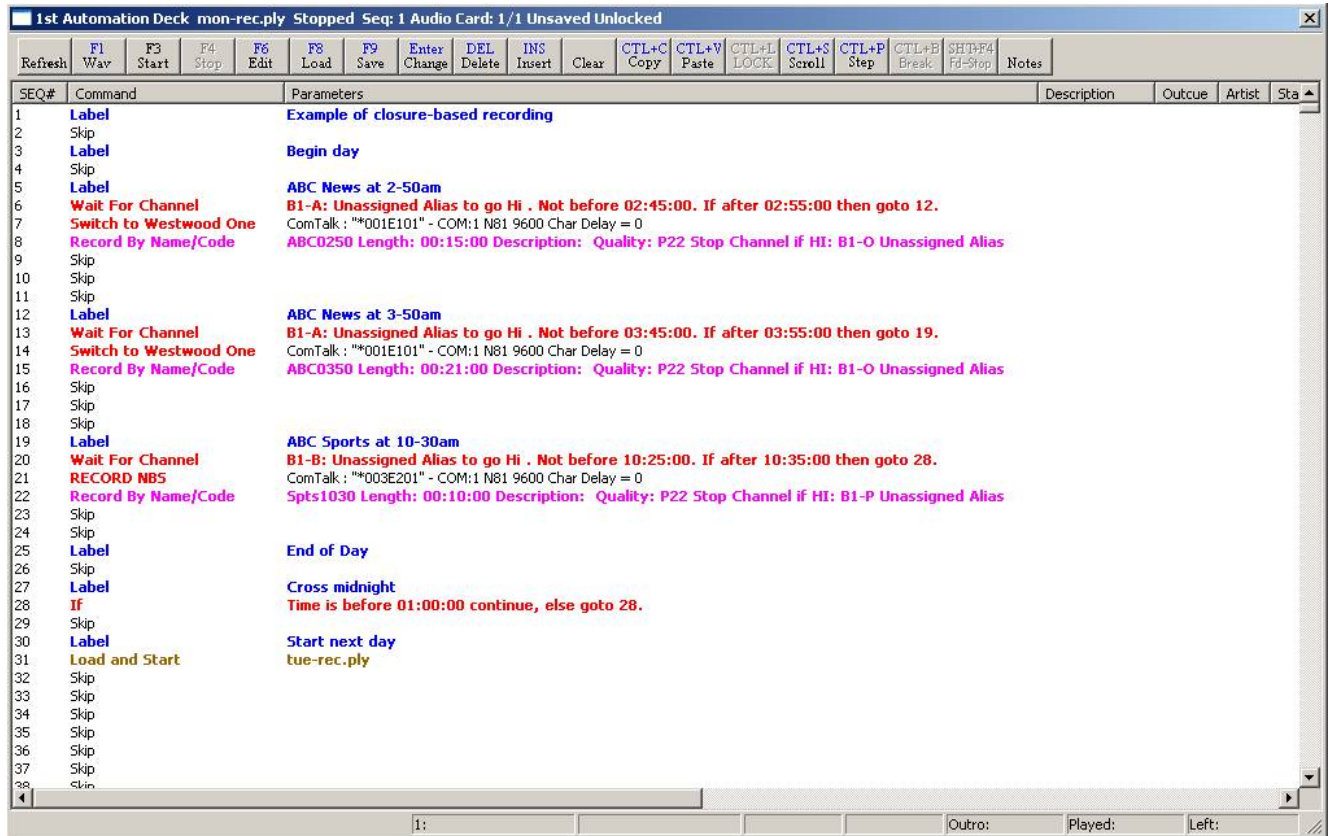 1st Automation Deck mon-rec.ply Stopped Seq: 1 Audio Card: 1/1 Unsaved Unlocked
Refresh F1 Wav F3 Start F4 Stop F6 Edit F8 Load F9 Save Enter Change DEL Delete INS Insert Clear CTL+C Copy CTL+V Paste CTL+L LOCK CTL+S Scroll CTL+P Step CTL+B Break SHT+F4 Fd-Stop Notes
SEQ# Command Parameters Description Outcue Artist Sta
1 Label Example of closure-based recording
2 Skip
3 Label Begin day
4 Skip
5 Label ABC News at 2-50am
6 Wait For Channel B1-A: Unassigned Alias to go Hi . Not before 02:45:00. If after 02:55:00 then goto 12.
7 Switch to Westwood One ComTalk : "*001E101" - COM:1 N81 9600 Char Delay = 0
8 Record By Name/Code ABC0250 Length: 00:15:00 Description: Quality: P22 Stop Channel if HI: B1-O Unassigned Alias
9 Skip
10 Skip
11 Skip
12 Label ABC News at 3-50am
13 Wait For Channel B1-A: Unassigned Alias to go Hi . Not before 03:45:00. If after 03:55:00 then goto 19.
14 Switch to Westwood One ComTalk : "*001E101" - COM:1 N81 9600 Char Delay = 0
15 Record By Name/Code ABC0350 Length: 00:21:00 Description: Quality: P22 Stop Channel if HI: B1-O Unassigned Alias
16 Skip
17 Skip
18 Skip
19 Label ABC Sports at 10-30am
20 Wait For Channel B1-B: Unassigned Alias to go Hi . Not before 10:25:00. If after 10:35:00 then goto 28.
21 RECORD NBS ComTalk : "*003E201" - COM:1 N81 9600 Char Delay = 0
22 Record By Name/Code Spts1030 Length: 00:10:00 Description: Quality: P22 Stop Channel if HI: B1-P Unassigned Alias
23 Skip
24 Skip
25 Label End of Day
26 Skip
27 Label Cross midnight
28 If Time is before 01:00:00 continue, else goto 28.
29 Skip
30 Label Start next day
31 Load and Start tue-rec.ply
32 Skip
33 Skip
34 Skip
35 Skip
36 Skip
37 Skip
38 Skip
1: Outro: Played: Left: